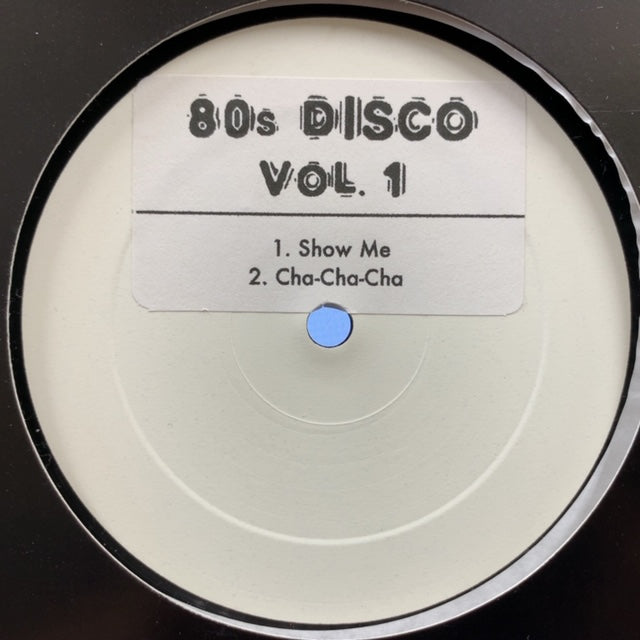 80s DISCO
VOL. 1
1. Show Me
2. Cha-Cha-Cha